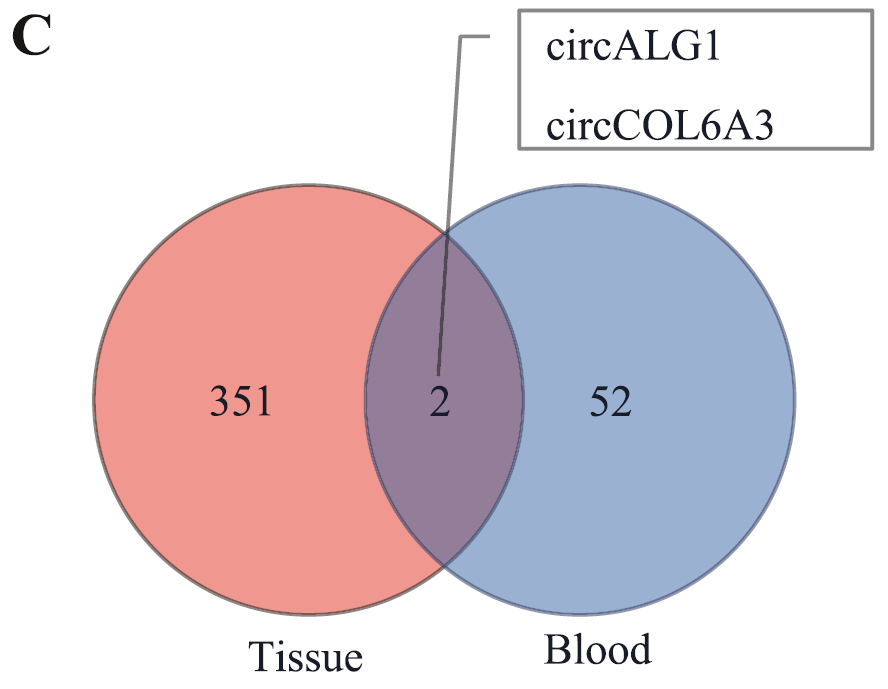 C
circALG1
circCOL6A3
351
2
52
Tissue
Blood